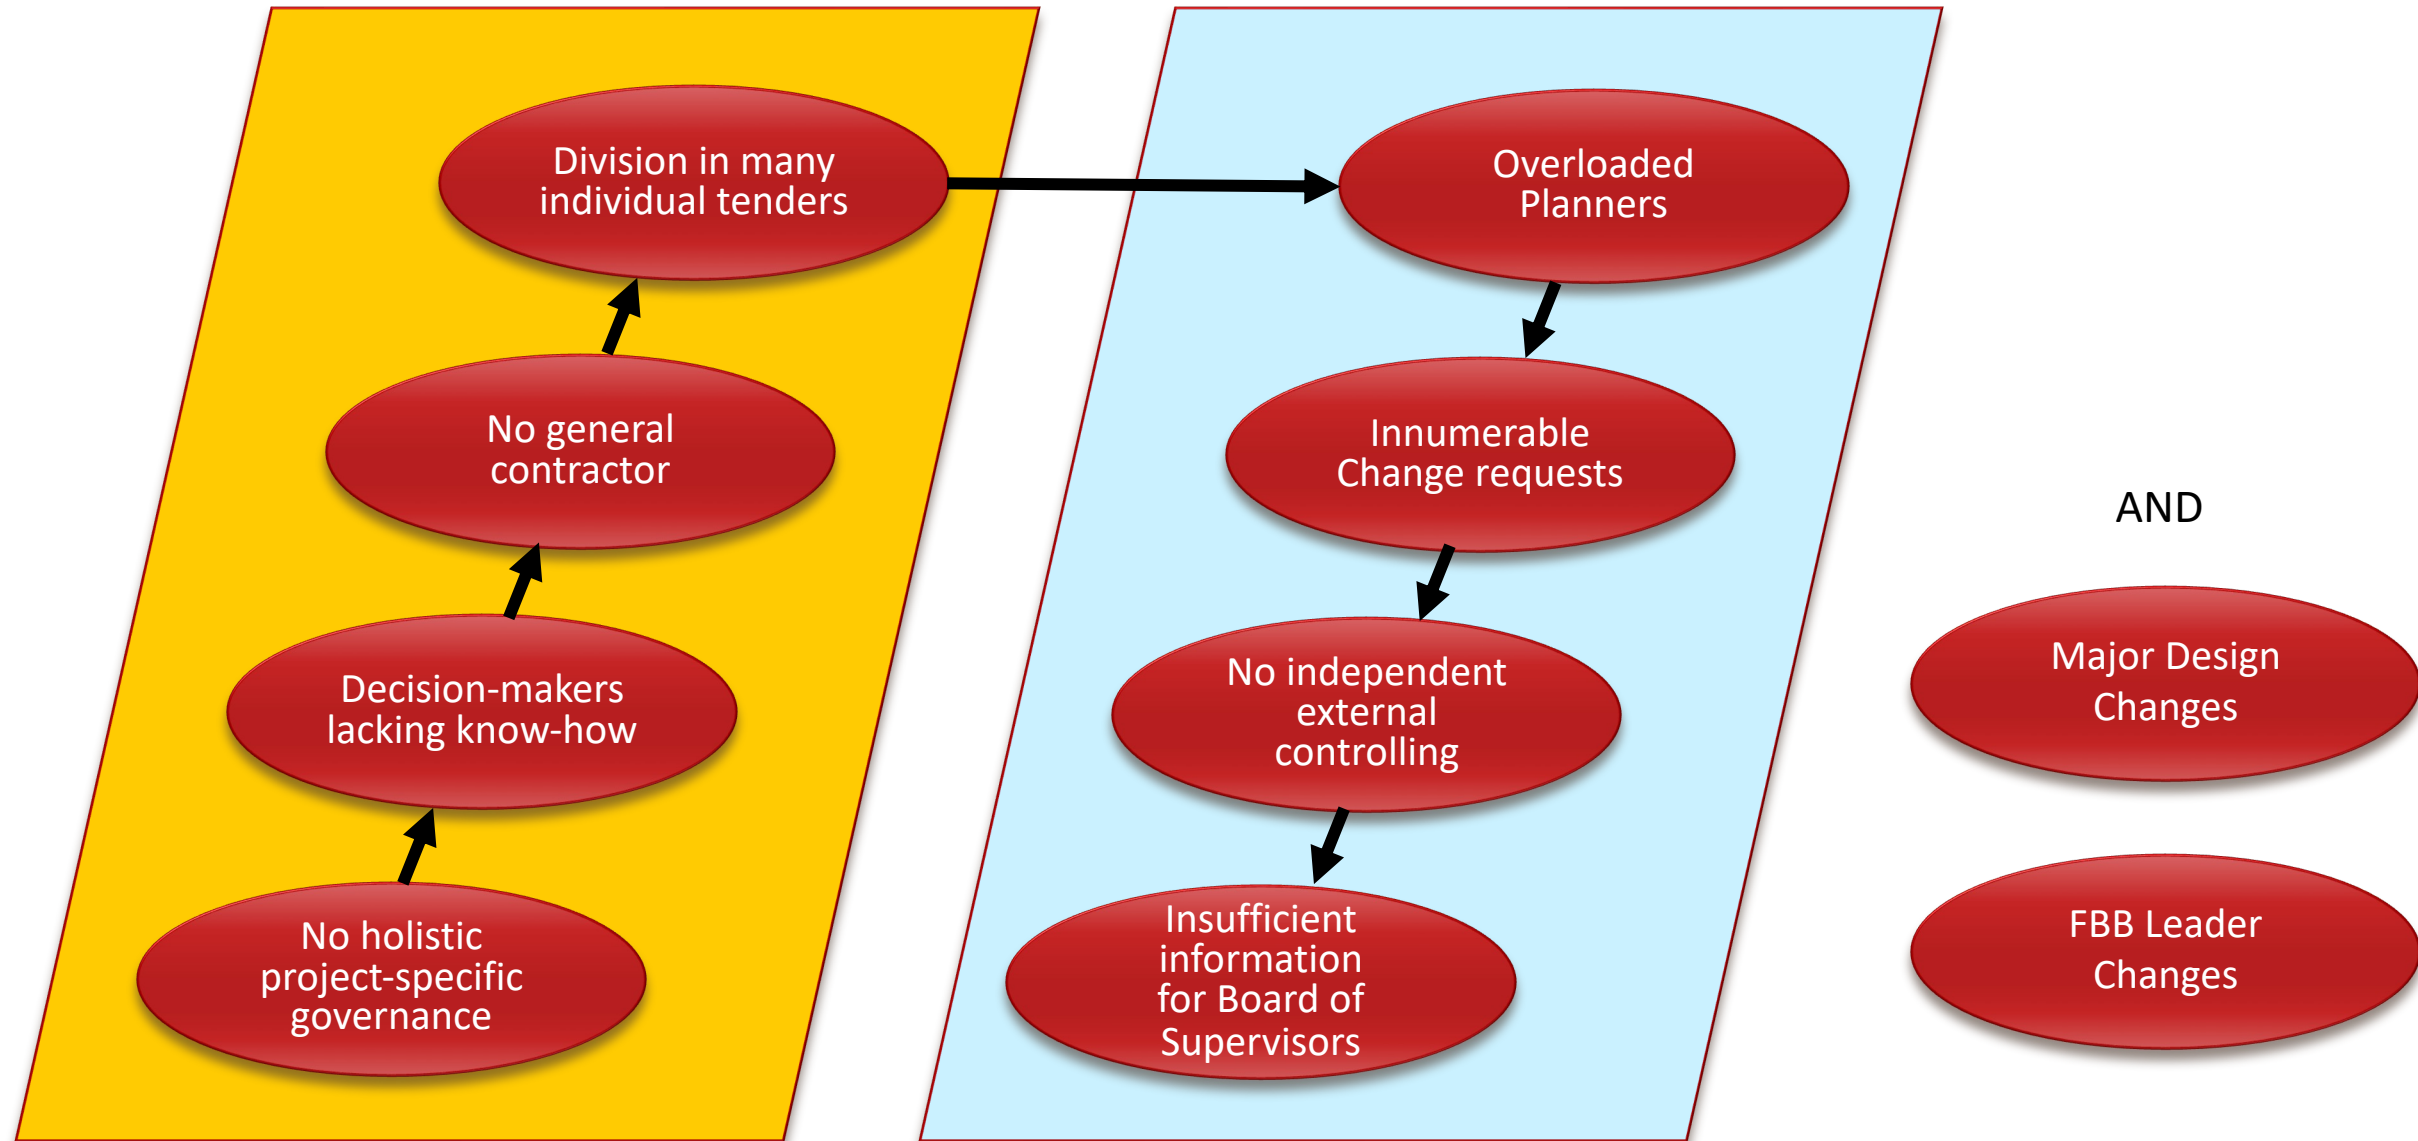 Division in many
individual tenders
No general
contractor
Decision-makers
lacking know-how
No holistic
project-specific
governance
Overloaded
Planners
Innumerable
Change requests
No independent
external
controlling
Insufficient
information
for Board of
Supervisors
AND
Major Design
Changes
FBB Leader
Changes